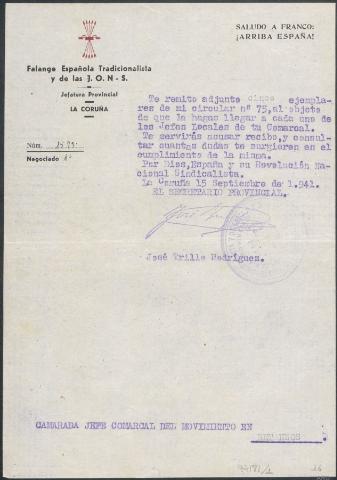 SALUDO A FRANCO:
¡ARRIBA ESPAÑA!
Falange Española Tradicionalista
y de las J. O. N - S.
Jefatura Provincial
LA CORUÑA
Núm.
Negociado
Te remito adjunte cinco ejempla-
res de mi circular nº 75, al objeto
de que la hagas llegar a cada uno de
los Jefes Locales de tu Comarcal.
Te servirás acusar recibo, y consul-
tar cuantas dudas te surgieren en el
cumplimiento de la misma.
Por Dios, España y su Revolución Na-
cional Sindicalista.
La Coruña 15 Septiembre de 1.941.
EL SECRETARIO PROVINCIAL.
José Trillo Rodríguez.
CAMARADA JEFE COMARCAL DEL MOVIMIENTO EN